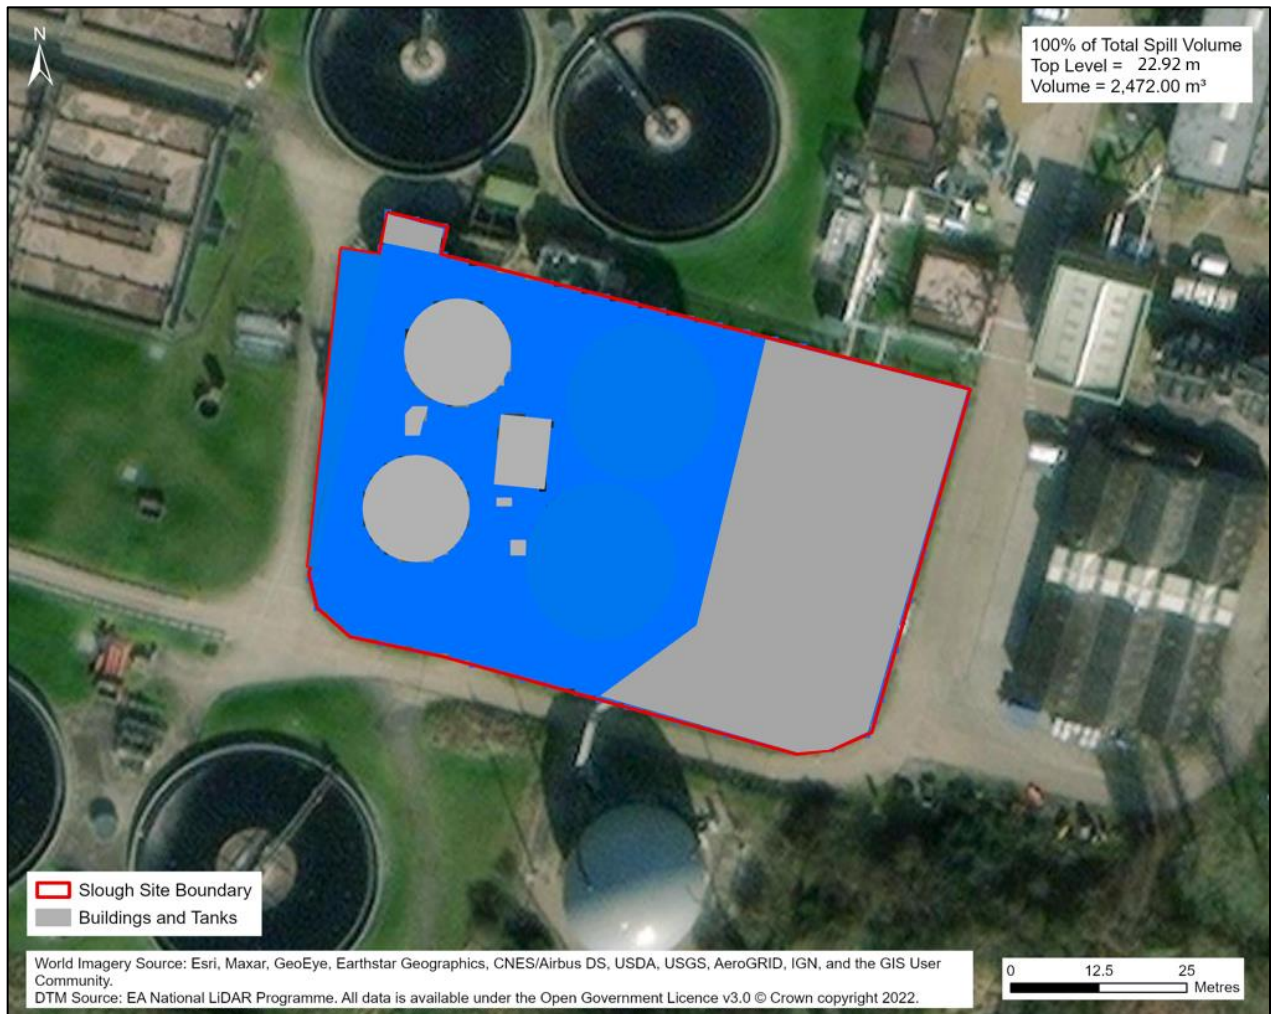 N
100% of Total Spill Volume
Top Level = 22.92 m
Volume = 2,472.00 m³
Slough Site Boundary
Buildings and Tanks
World Imagery Source: Esri, Maxar, GeoEye, Earthstar Geographics, CNES/Airbus DS, USDA, USGS, AeroGRID, IGN, and the GIS User
Community.
DTM Source: EA National LiDAR Programme. All data is available under the Open Government Licence v3.0 © Crown copyright 2022.
0 12.5 25
Metres